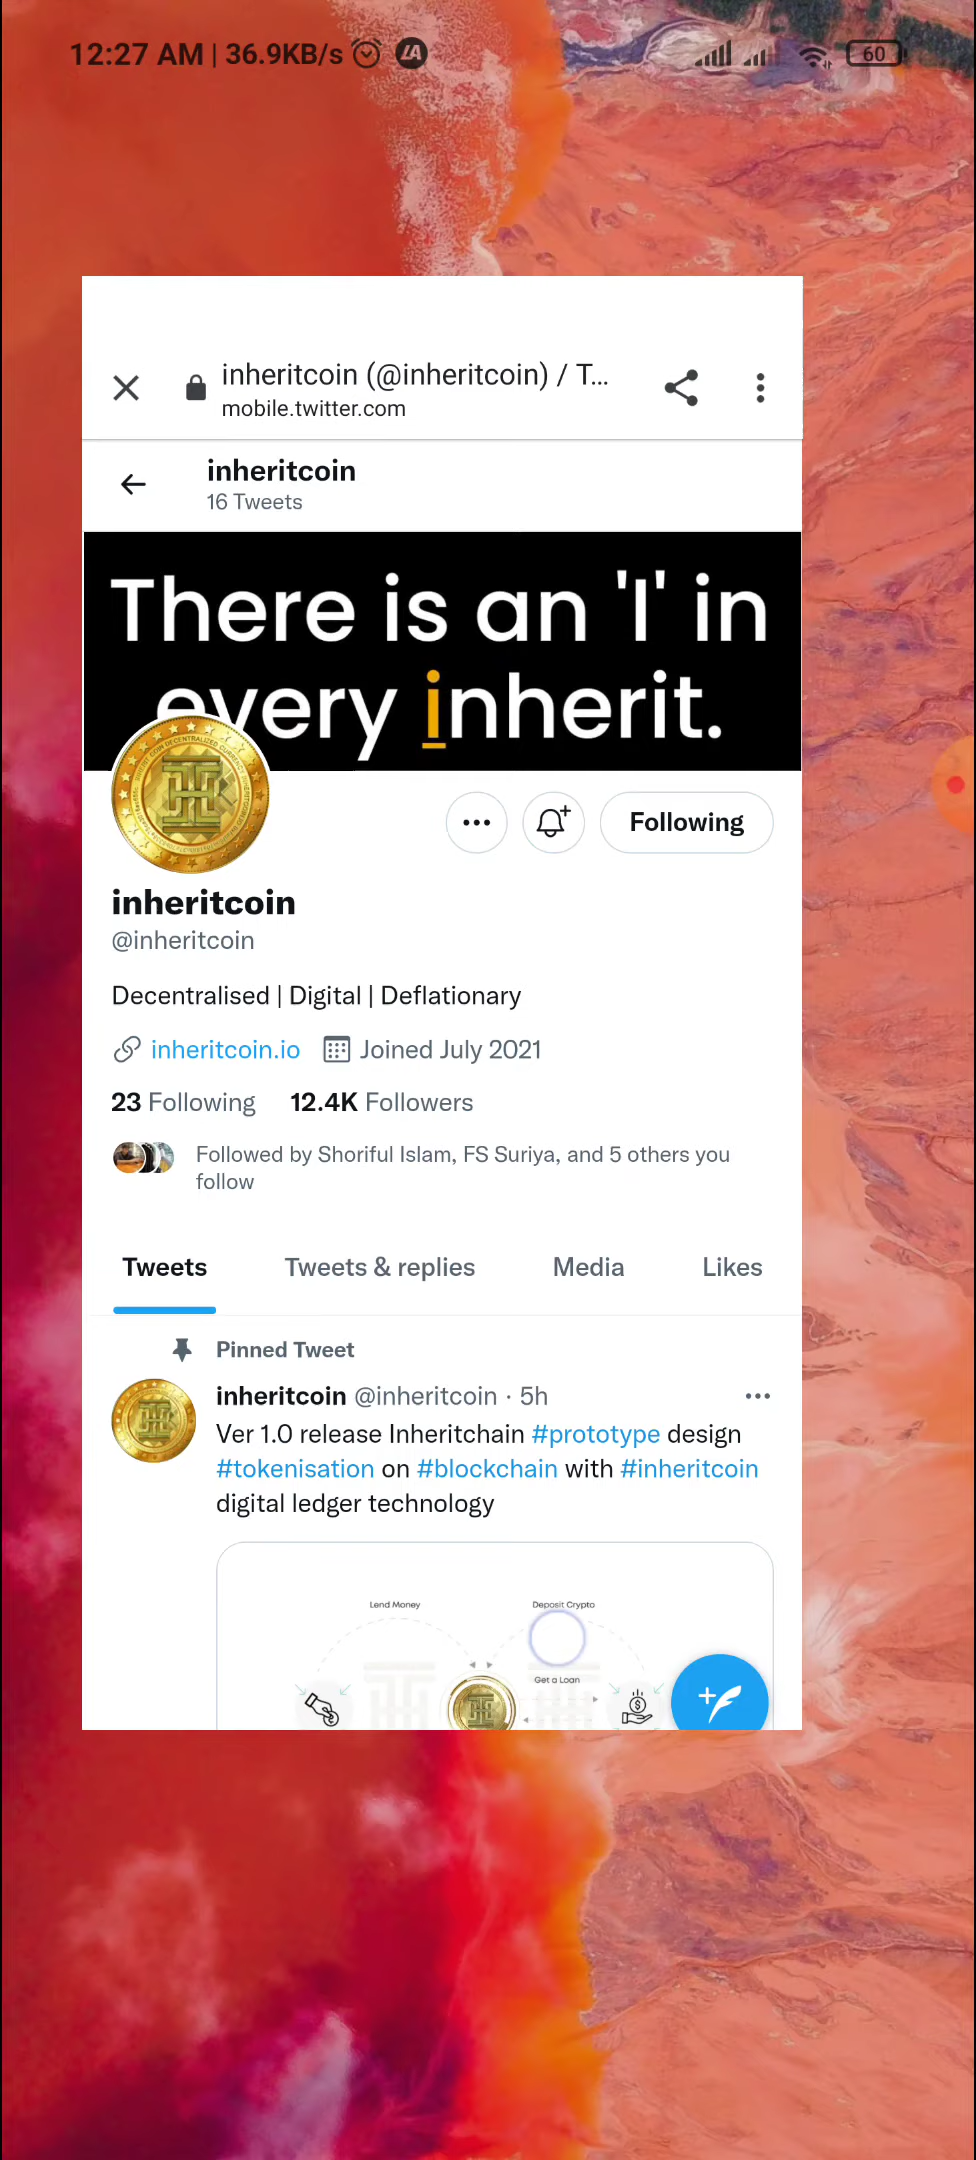 12:27 AM | 36.9KB/s
60
inheritcoin (@inheritcoin) / T...
mobile.twitter.com
inheritcoin
16 Tweets
There is an 'I' in
every inherit.
Following
inheritcoin
@inheritcoin
Decentralised | Digital | Deflationary
inheritcoin.io Joined July 2021
23 Following 12.4K Followers
Followed by Shoriful Islam, FS Suriya, and 5 others you
follow
Tweets Tweets & replies Media Likes
Pinned Tweet
inheritcoin @inheritcoin · 5h
Ver 1.0 release Inheritchain #prototype design
#tokenisation on #blockchain with #inheritcoin
digital ledger technology
Lend Money Deposit Crypto
Get a Loan